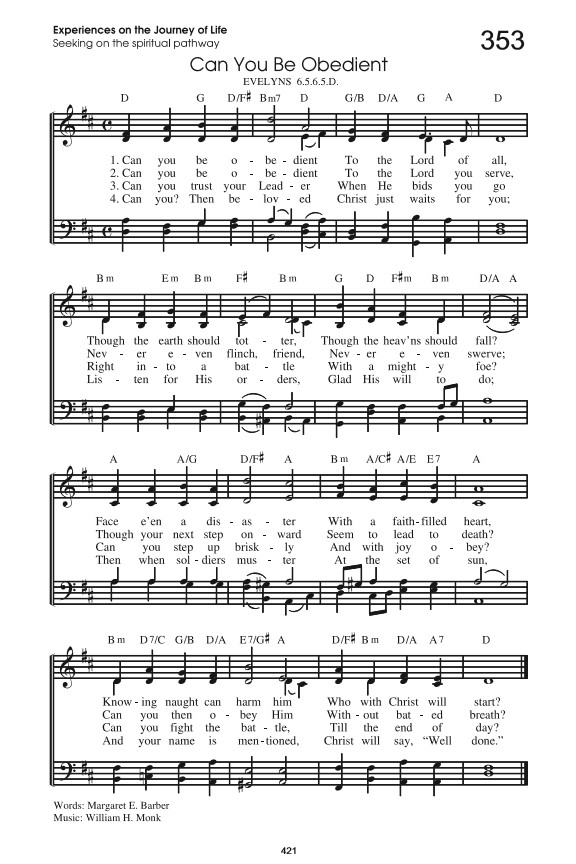 Experiences on the Journey of Life
Seeking on the spiritual pathway
353
Can You Be Obedient
EVELYNS 6.5.6.5.D.
D G D/F# Bm7 D G/B D/A G A D
1. Can you be o - be - dient To the Lord of all,
2. Can you be o - be - dient To the Lord you serve,
3. Can you trust your Lead - er When He bids you go
4. Can you? Then be - lov - ed Christ just waits for you;
Bm Em Bm F# Bm G D F#m Bm D/A A
Though the earth should tot - ter, Though the heav'ns should fall?
Nev - er e - ven flinch, friend, Nev - er e - ven swerve;
Right in - to a bat - tle With a might - y foe?
Lis - ten for His or - ders, Glad His will to do;
A A/G D/F# A Bm A/C# A/E E7 A
Face e'en a dis - as - ter With a faith-filled heart,
Though your next step on - ward Seem to lead to death?
Can you step up brisk - ly And with joy o - bey?
Then when sol - diers mus - ter At the set of sun,
Bm D7/C G/B D/A E7/G# A D/F# Bm D/A A7 D
Know - ing naught can harm him Who with Christ will start?
Can you then o - bey Him With - out bat - ed breath?
Can you fight the bat - tle, Till the end of day?
And your name is men - tioned, Christ will say, “Well done.”
Words: Margaret E. Barber
Music: William H. Monk
421